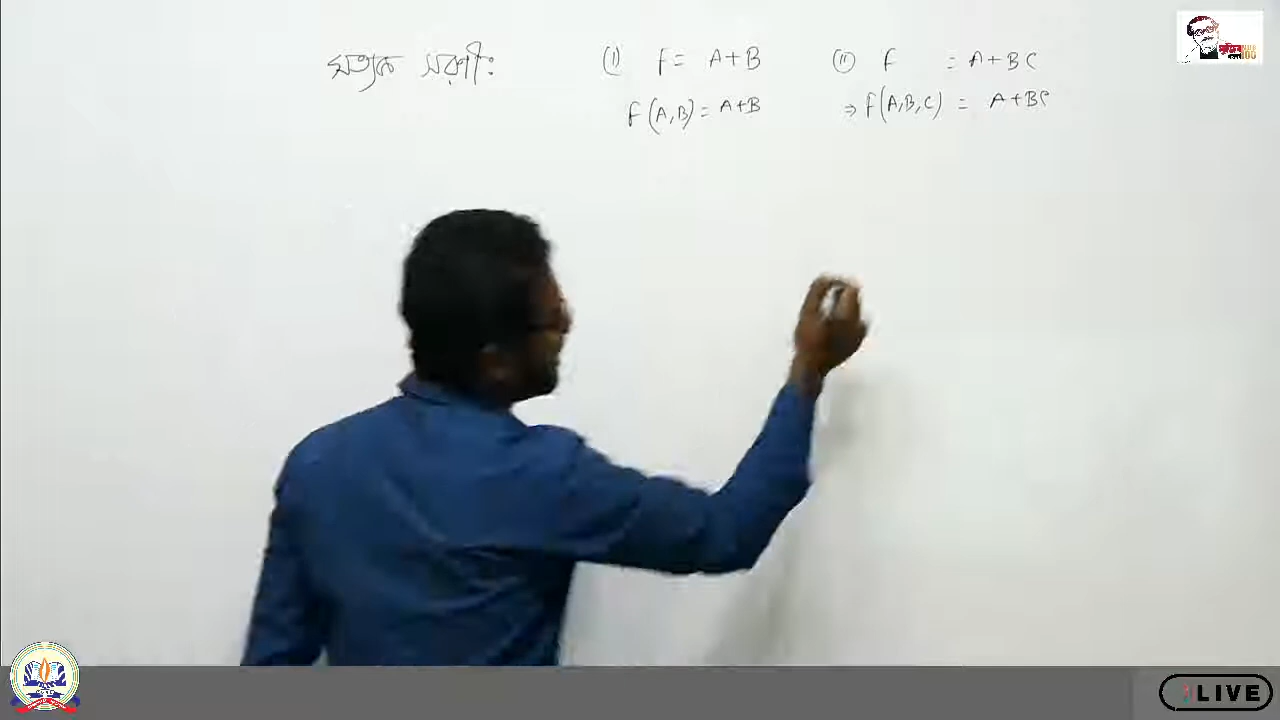 সত্যক সারণী: (i) F = A+B (ii) F = A+BC
F(A,B) = A+B ⇒ F(A,B,C) = A+BC
LIVE